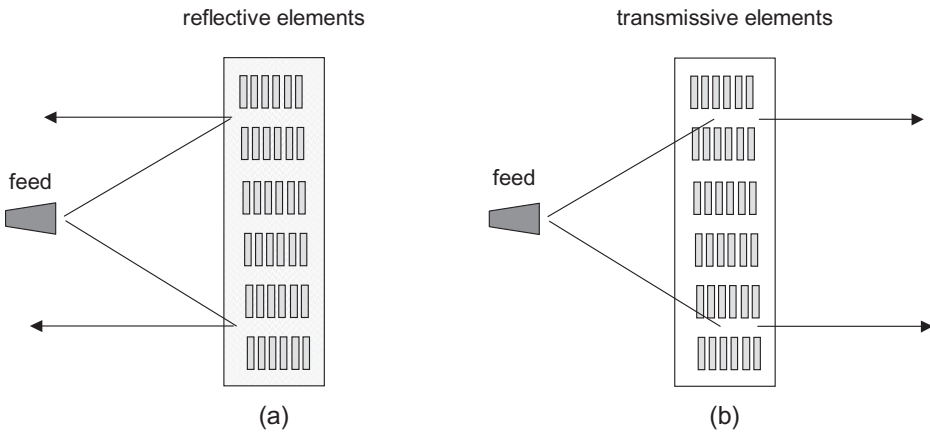 reflective elements
transmissive elements
feed
feed
(a)
(b)